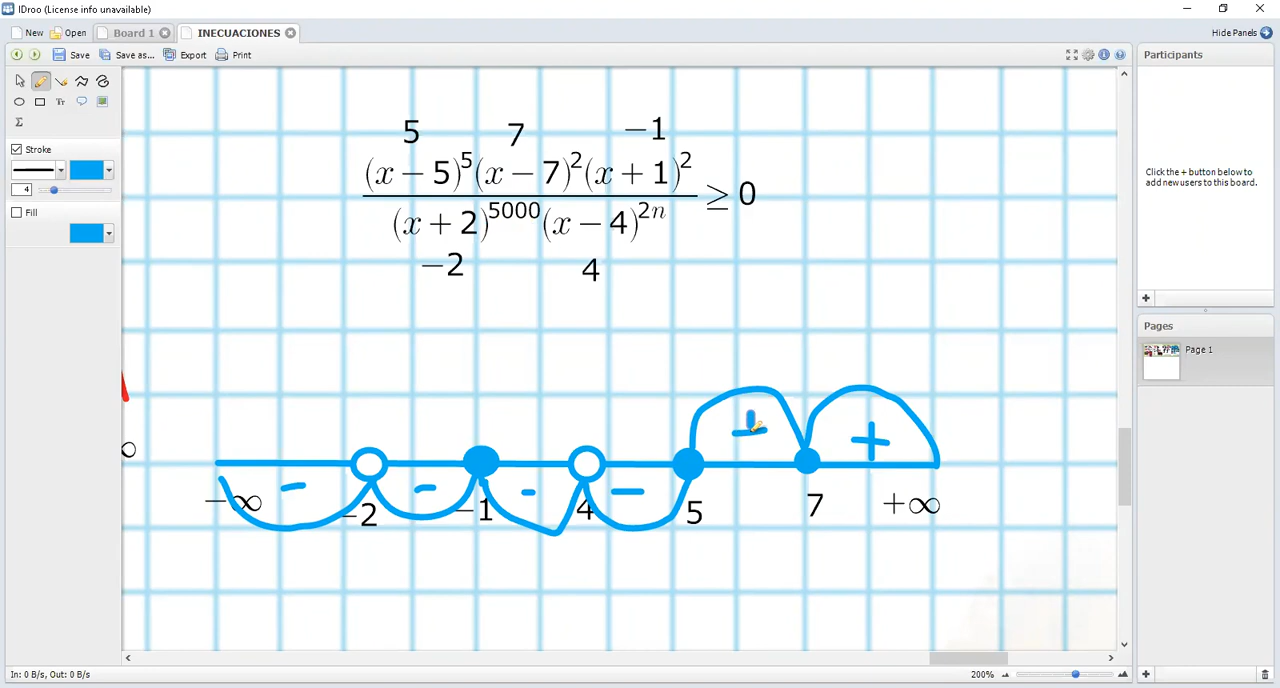 IDroo (License info unavailable)
New Open Board 1 INECUACIONES Hide Panels
Save Save as... Export Print
Participants
Click the + button below to
add new users to this board.
Tr
Σ
Stroke
4
Fill
5 7 −1
(x − 5)^5 (x − 7)^2 (x + 1)^2
≥ 0
(x + 2)^5000 (x − 4)^2n
−2 4
Pages
Page 1
+ +
∞
- - - -
−∞ −2 −1 4 5 7 +∞
In: 0 B/s, Out: 0 B/s 200%